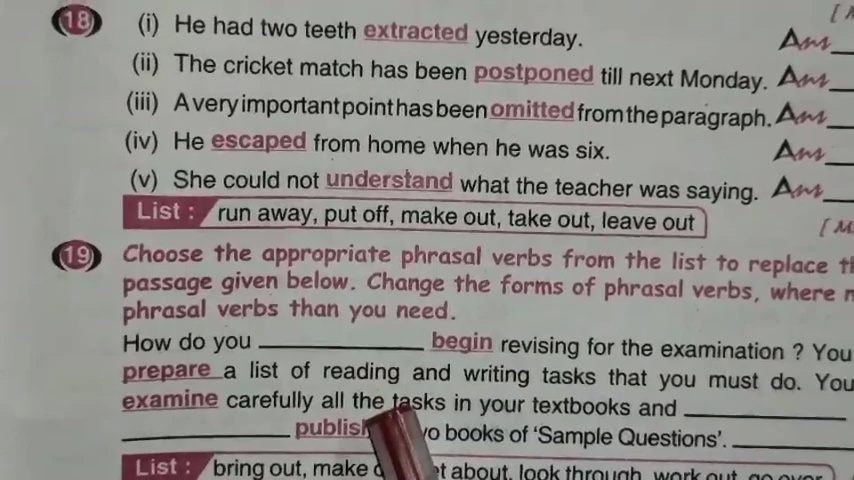 18 (i) He had two teeth extracted yesterday. Ans
(ii) The cricket match has been postponed till next Monday. Ans
(iii) A very important point has been omitted from the paragraph. Ans
(iv) He escaped from home when he was six. Ans
(v) She could not understand what the teacher was saying. Ans
List : run away, put off, make out, take out, leave out
19 Choose the appropriate phrasal verbs from the list to replace
passage given below. Change the forms of phrasal verbs, where
phrasal verbs than you need.
How do you ____________ begin revising for the examination ? You
prepare a list of reading and writing tasks that you must do. You
examine carefully all the tasks in your textbooks and ____________
____________ books of 'Sample Questions'. ____________
List : bring out, make about, look through, work out, go over